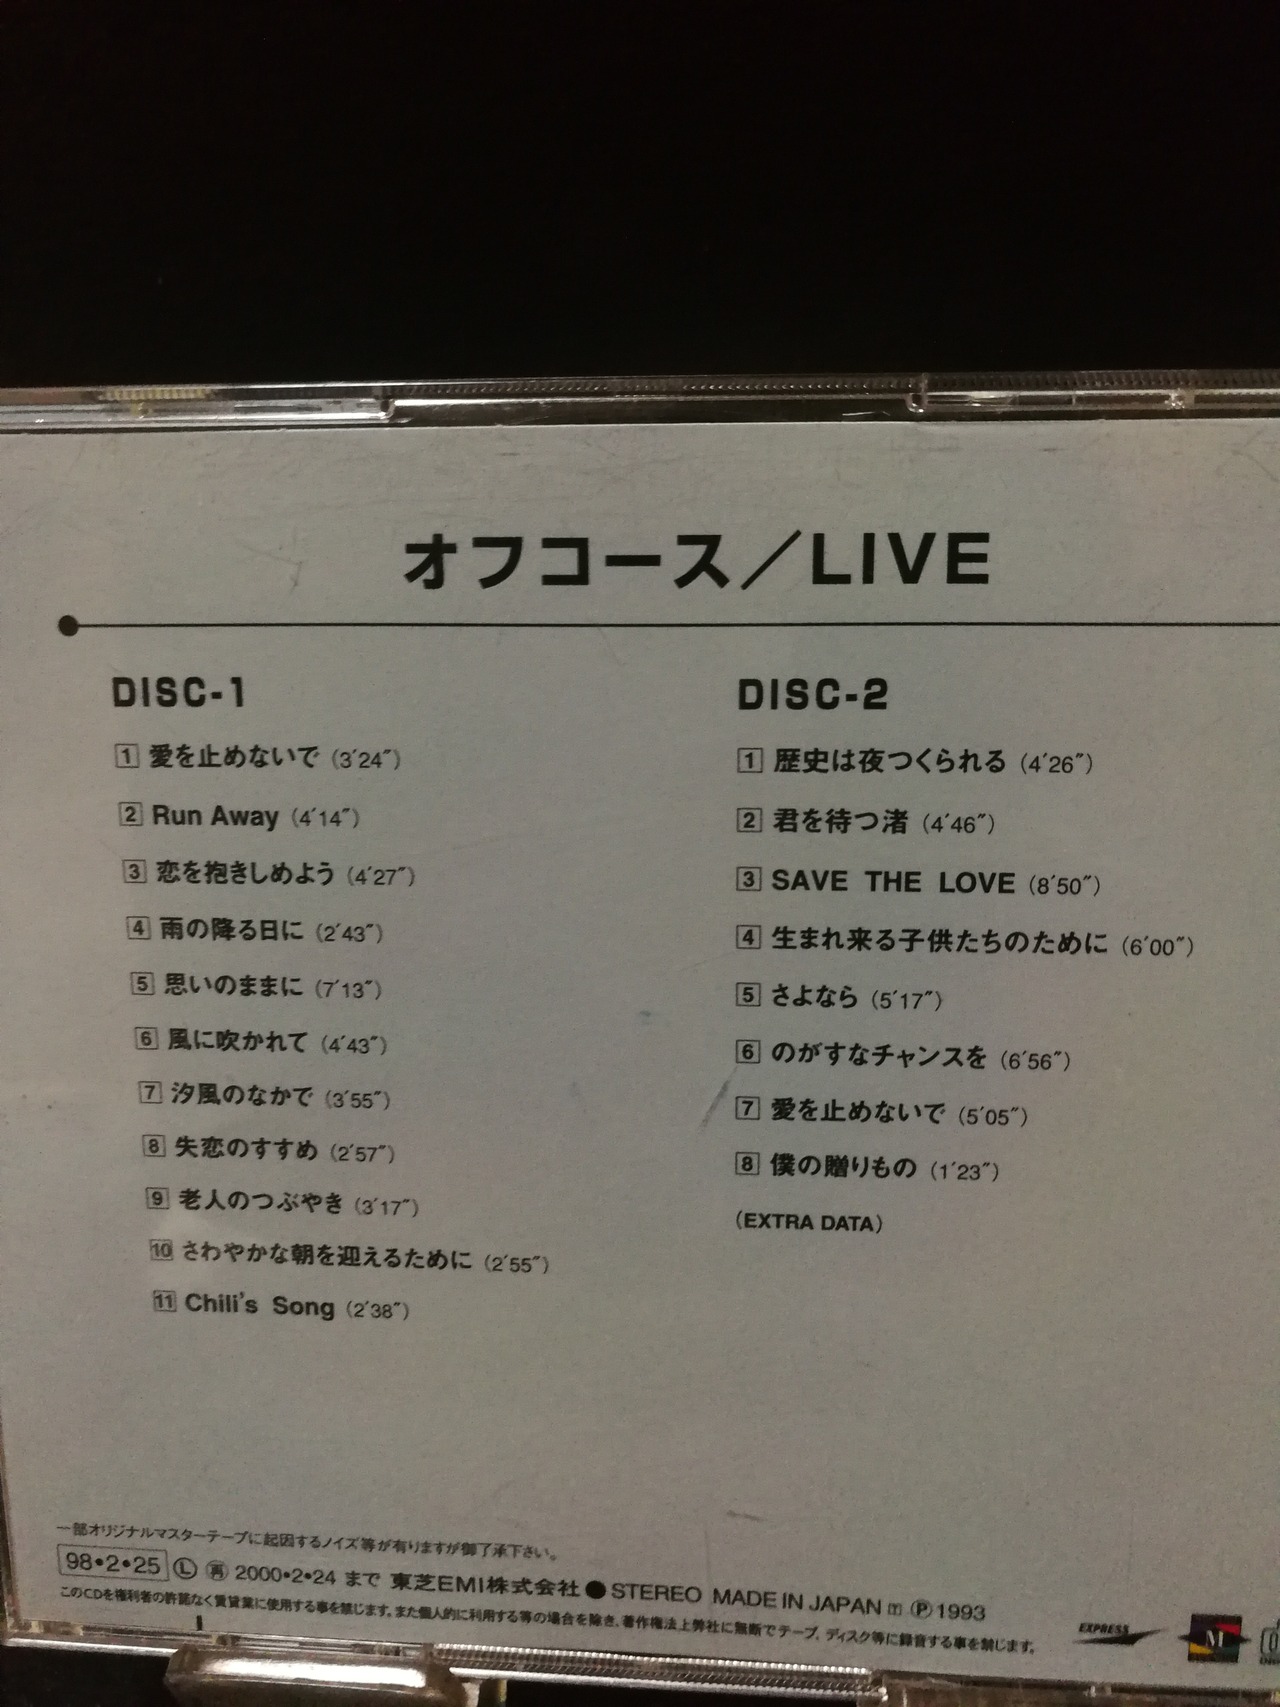 オフコース／LIVE
DISC-1
1 愛を止めないで (3′24″)
2 Run Away (4′14″)
3 恋を抱きしめよう (4′27″)
4 雨の降る日に (2′43″)
5 思いのままに (7′13″)
6 風に吹かれて (4′43″)
7 汐風のなかで (3′55″)
8 失恋のすすめ (2′57″)
9 老人のつぶやき (3′17″)
10 さわやかな朝を迎えるために (2′55″)
11 Chili's Song (2′38″)
DISC-2
1 歴史は夜つくられる (4′26″)
2 君を待つ渚 (4′46″)
3 SAVE THE LOVE (8′50″)
4 生まれ来る子供たちのために (6′00″)
5 さよなら (5′17″)
6 のがすなチャンスを (6′56″)
7 愛を止めないで (5′05″)
8 僕の贈りもの (1′23″)
(EXTRA DATA)
一部オリジナルマスターテープに起因するノイズ等が有りますが御了承下さい。
98•2•25 Ⓛ ㊢ 2000•2•24 まで 東芝EMI株式会社 ●STEREO MADE IN JAPAN Ⓟ1993
このCDを権利者の許諾なく賃貸業に使用する事を禁じます。また個人的に利用する等の場合を除き、著作権法上弊社に無断でテープ、ディスク等に録音する事を禁じます。
EXPRESS
M